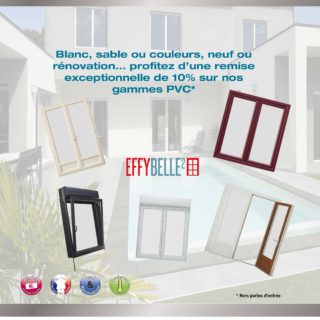 Blanc, sable ou couleurs, neuf ou
rénovation... profitez d'une remise
exceptionnelle de 10% sur nos
gammes PVC*
EFFYBELLE²
&
* Hors portes d'entrée